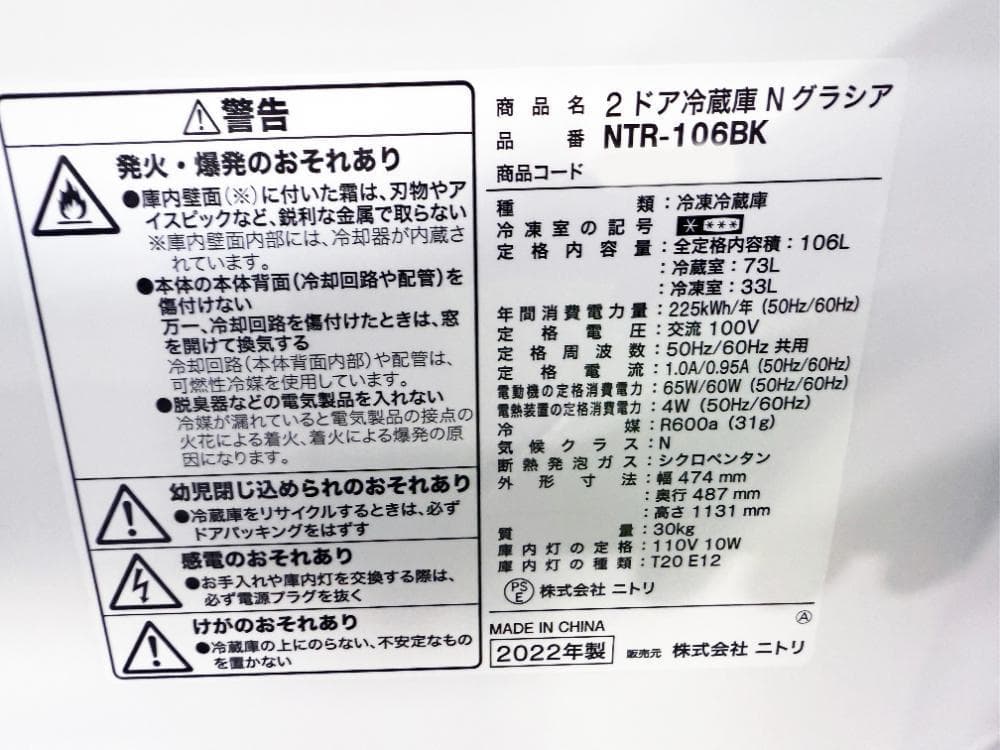 警告
発火・爆発のおそれあり
●庫内壁面(※)に付いた霜は、刃物やア
イスピックなど、鋭利な金属で取らない
※庫内壁面内部には、冷却器が内蔵さ
れています。
●本体の本体背面(冷却回路や配管)を
傷付けない
万一、冷却回路を傷付けたときは、窓
を開けて換気する
冷却回路(本体背面内部)や配管は、
可燃性冷媒を使用しています。
●脱臭器などの電気製品を入れない
冷媒が漏れていると電気製品の接点の
火花による着火、着火による爆発の原
因になります。
幼児閉じ込められのおそれあり
●冷蔵庫をリサイクルするときは、必ず
ドアパッキングをはずす
感電のおそれあり
●お手入れや庫内灯を交換する際は、
必ず電源プラグを抜く
けがのおそれあり
●冷蔵庫の上にのらない、不安定なもの
を置かない
商品名 2ドア冷蔵庫 N グラシア
品番 NTR-106BK
商品コード
種類:冷凍冷蔵庫
冷凍室の記号 * ***
定格内容量:全定格内容積:106L
:冷蔵室:73L
:冷凍室:33L
年間消費電力量:225kWh/年 (50Hz/60Hz)
定格電圧:交流 100V
定格周波数:50Hz/60Hz 共用
定格電流:1.0A/0.95A (50Hz/60Hz)
電動機の定格消費電力:65W/60W (50Hz/60Hz)
電熱装置の定格消費電力:4W (50Hz/60Hz)
冷媒:R600a (31g)
気候クラス:N
断熱発泡ガス:シクロペンタン
外形寸法:幅 474 mm
:奥行 487 mm
:高さ 1131 mm
質量:30kg
庫内灯の定格:110V 10W
庫内灯の種類:T20 E12
PSE 株式会社 ニトリ
MADE IN CHINA Ⓐ
2022年製 販売元 株式会社 ニトリ